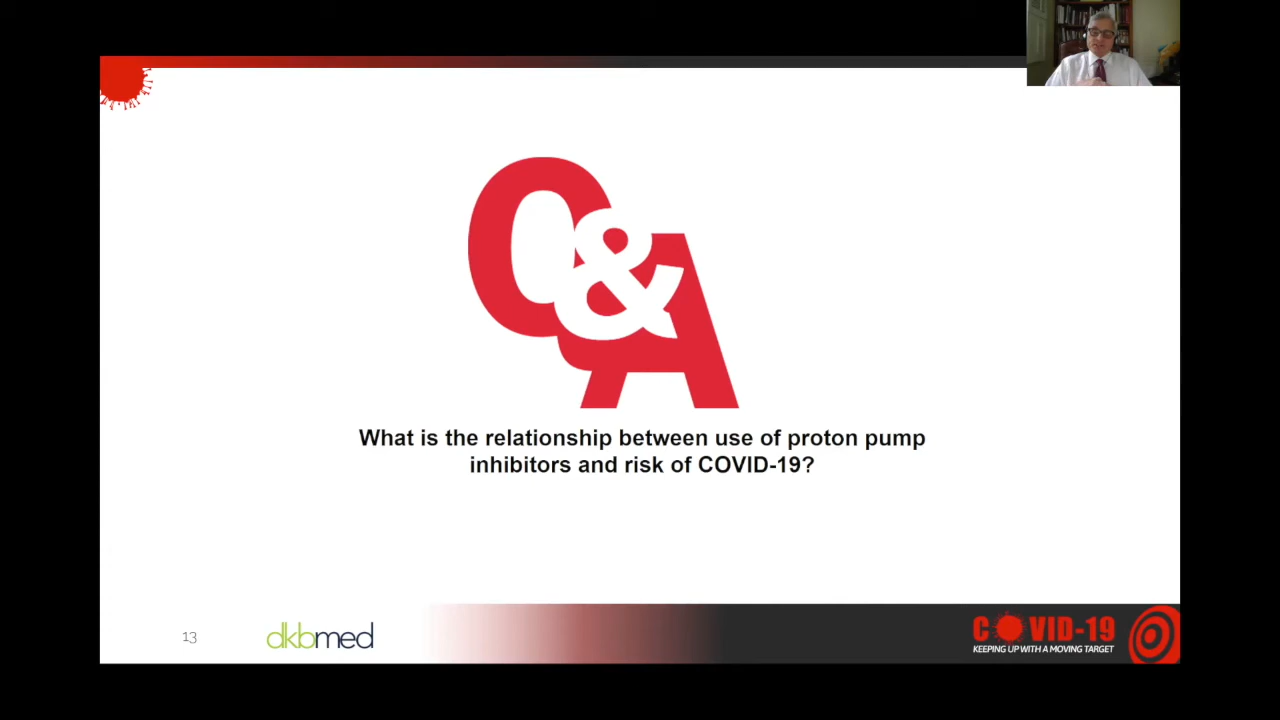 Q&A
What is the relationship between use of proton pump
inhibitors and risk of COVID-19?
13
dkbmed
COVID-19
KEEPING UP WITH A MOVING TARGET